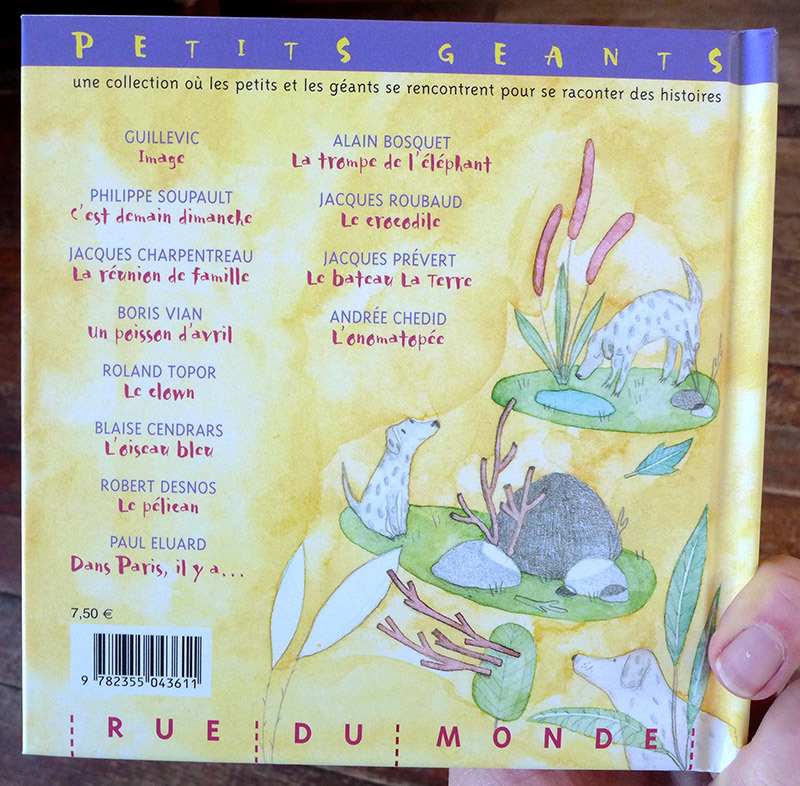 PETITS GEANTS
une collection où les petits et les géants se rencontrent pour se raconter des histoires
GUILLEVIC
Image
PHILIPPE SOUPAULT
C'est demain dimanche
JACQUES CHARPENTREAU
La réunion de famille
BORIS VIAN
Un poisson d'avril
ROLAND TOPOR
Le clown
BLAISE CENDRARS
L'oiseau bleu
ROBERT DESNOS
Le pélican
PAUL ELUARD
Dans Paris, il y a...
ALAIN BOSQUET
La trompe de l'éléphant
JACQUES ROUBAUD
Le crocodile
JACQUES PRÉVERT
Le bateau La Terre
ANDRÉE CHEDID
L'onomatopée
7,50 €
9 782355 043611
RUE DU MONDE